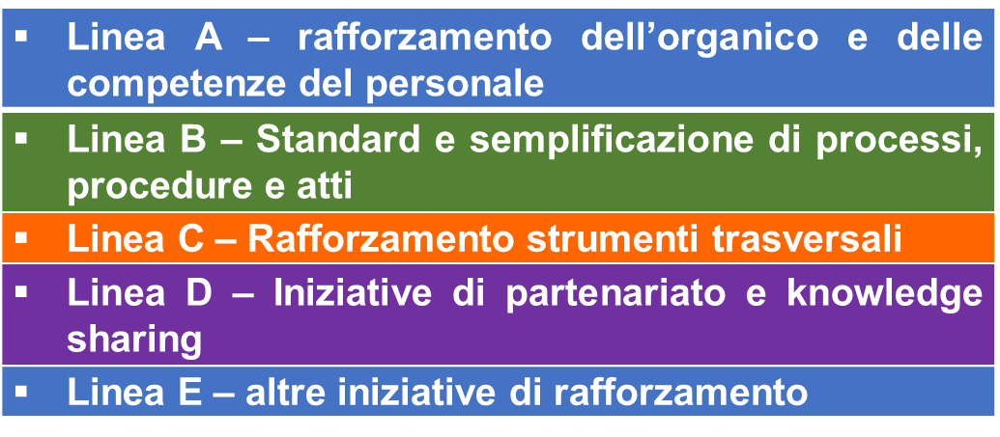 ▪ Linea A – rafforzamento dell’organico e delle
competenze del personale
▪ Linea B – Standard e semplificazione di processi,
procedure e atti
▪ Linea C – Rafforzamento strumenti trasversali
▪ Linea D – Iniziative di partenariato e knowledge
sharing
▪ Linea E – altre iniziative di rafforzamento